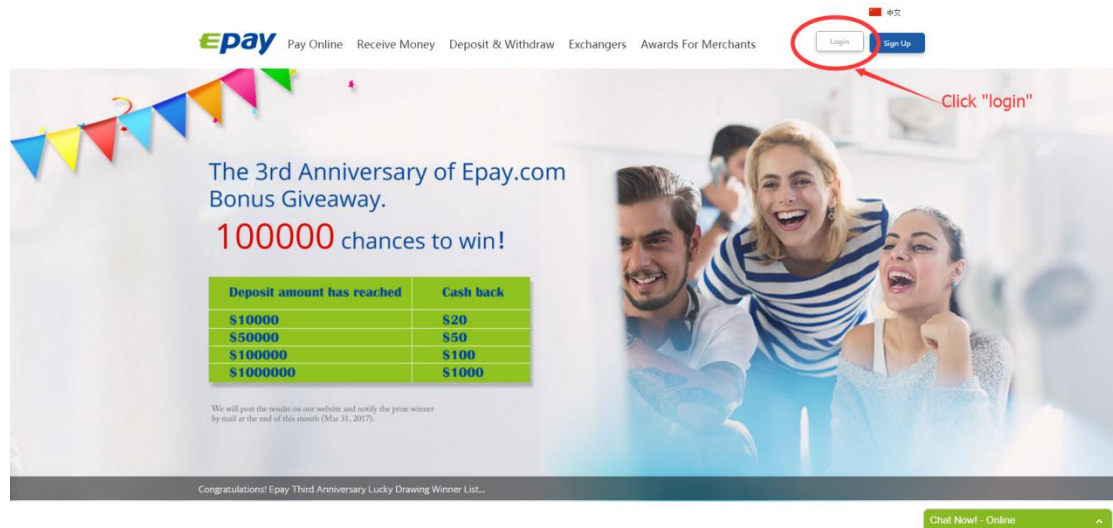 中文
Epay
Pay Online Receive Money Deposit & Withdraw Exchangers Awards For Merchants
Login
Sign Up
Click "login"
The 3rd Anniversary of Epay.com
Bonus Giveaway.
100000 chances to win!
Deposit amount has reached Cash back
$10000 $20
$50000 $50
$100000 $100
$1000000 $1000
We will post the results on our website and notify the prize winner
by mail at the end of this month (Mar 31, 2017).
Congratulations! Epay Third Anniversary Lucky Drawing Winner List...
Chat Now! - Online